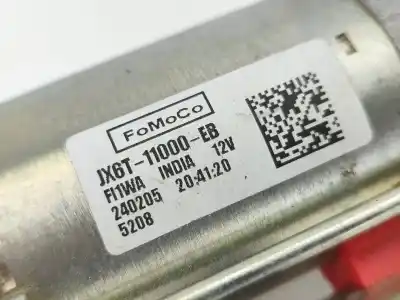 FoMoCo
JX6T-11000-EB
FI1WA INDIA 12V
240205 20:41:20
5208